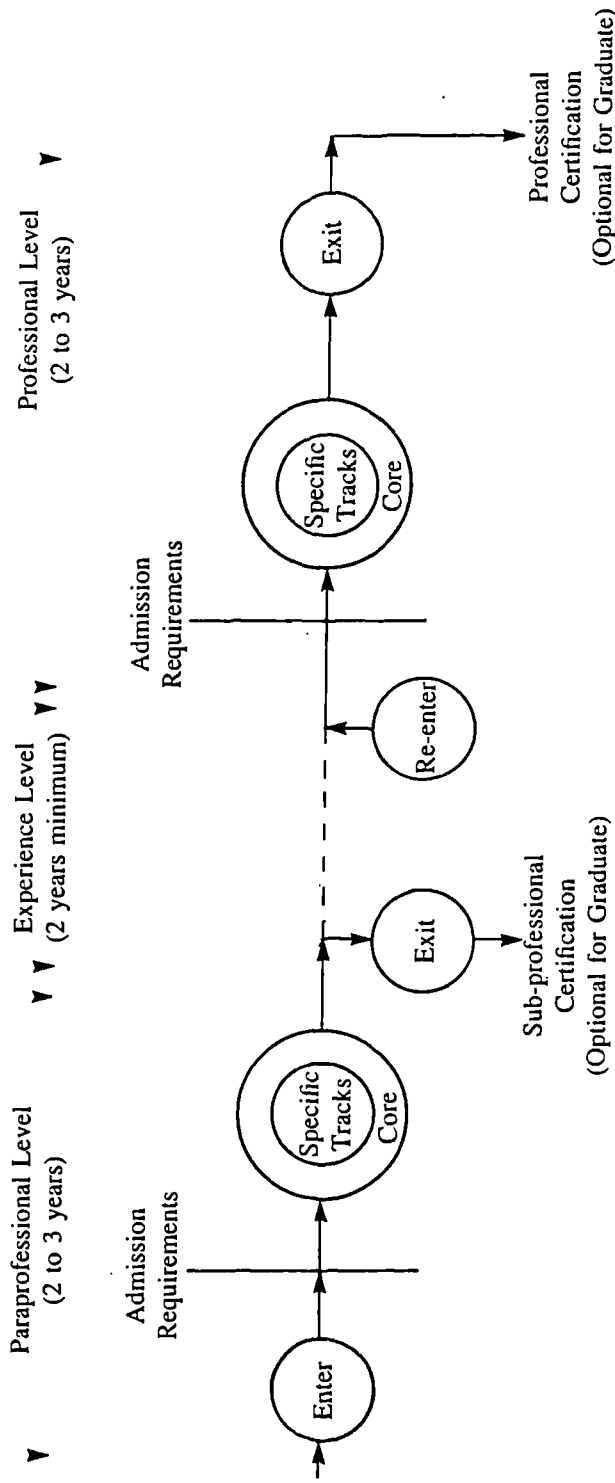 Paraprofessional Level
(2 to 3 years)
Experience Level
(2 years minimum)
Professional Level
(2 to 3 years)
Admission
Requirements
Admission
Requirements
Enter
Specific
Tracks
Core
Exit
Sub-professional
Certification
(Optional for Graduate)
Re-enter
Specific
Tracks
Core
Exit
Professional
Certification
(Optional for Graduate)